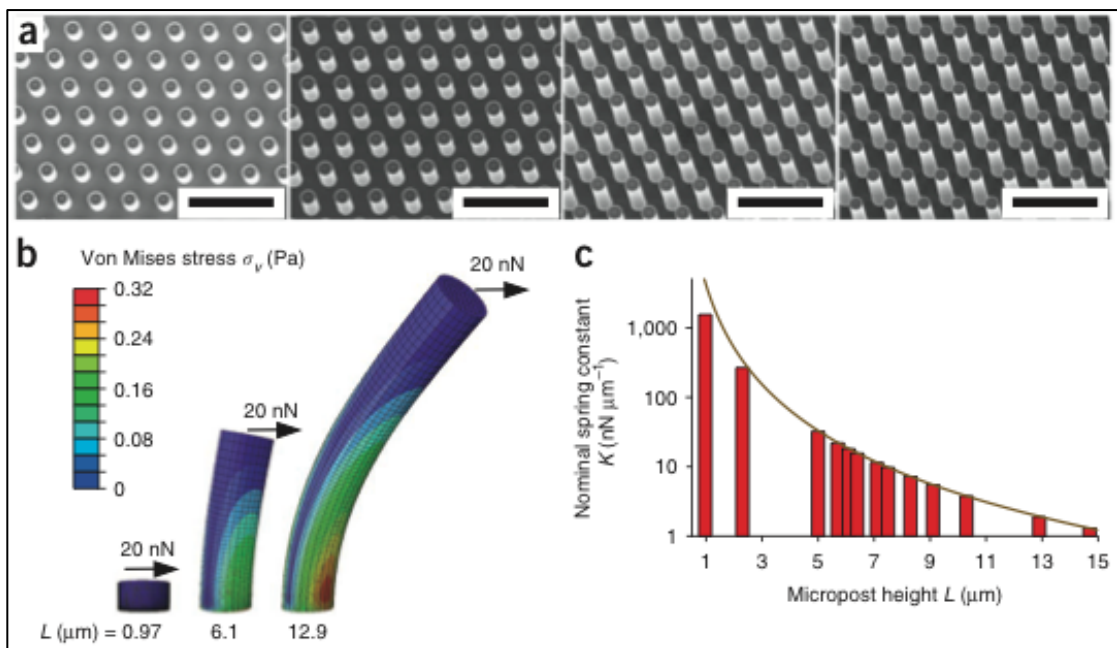 a
b
Von Mises stress σv (Pa)
0.32
0.24
0.16
0.08
0
20 nN
20 nN
20 nN
L (μm) = 0.97
6.1
12.9
c
Nominal spring constant
K (nN μm⁻¹)
1,000
100
10
1
1 3 5 7 9 11 13 15
Micropost height L (μm)